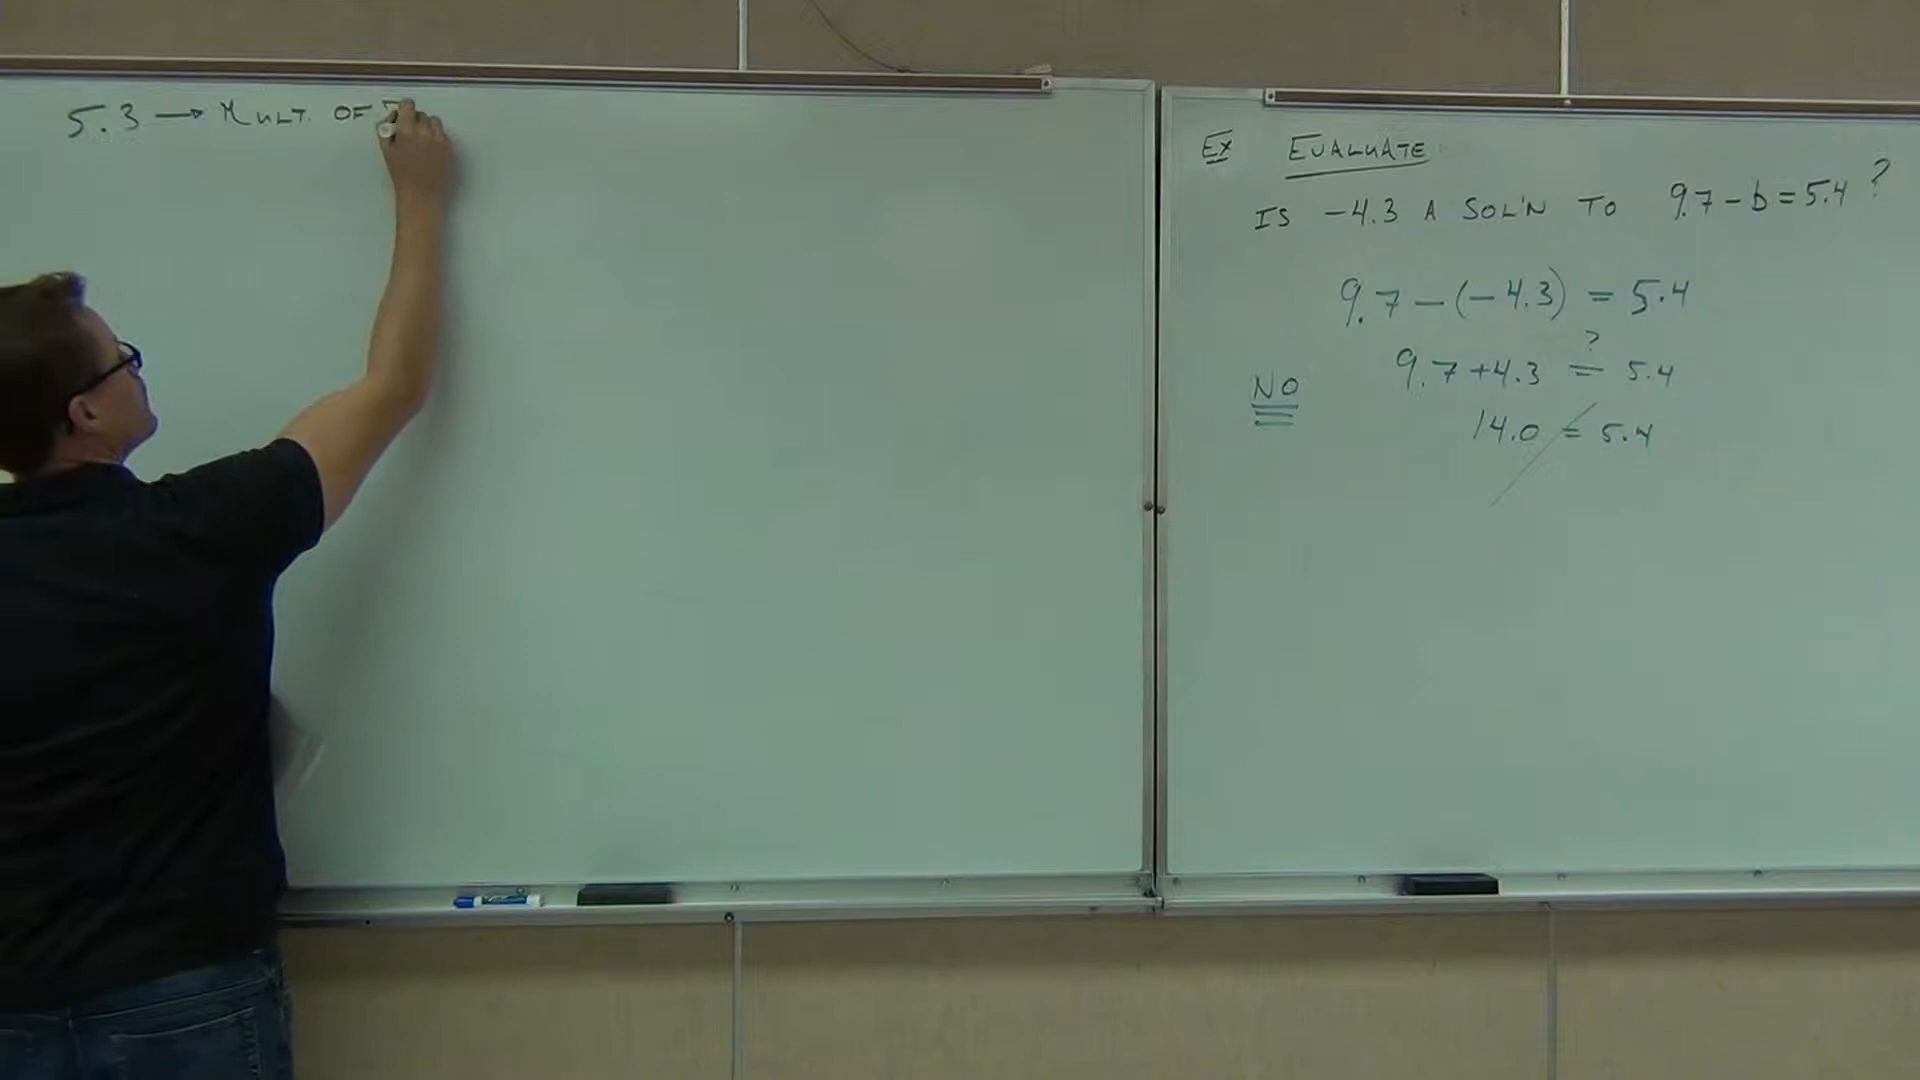 5.3 → MULT. OF
Ex EVALUATE:
IS -4.3 A SOL'N TO 9.7 - b = 5.4 ?
9.7 - (-4.3) = 5.4
?
9.7 + 4.3 = 5.4
NO
14.0 = 5.4